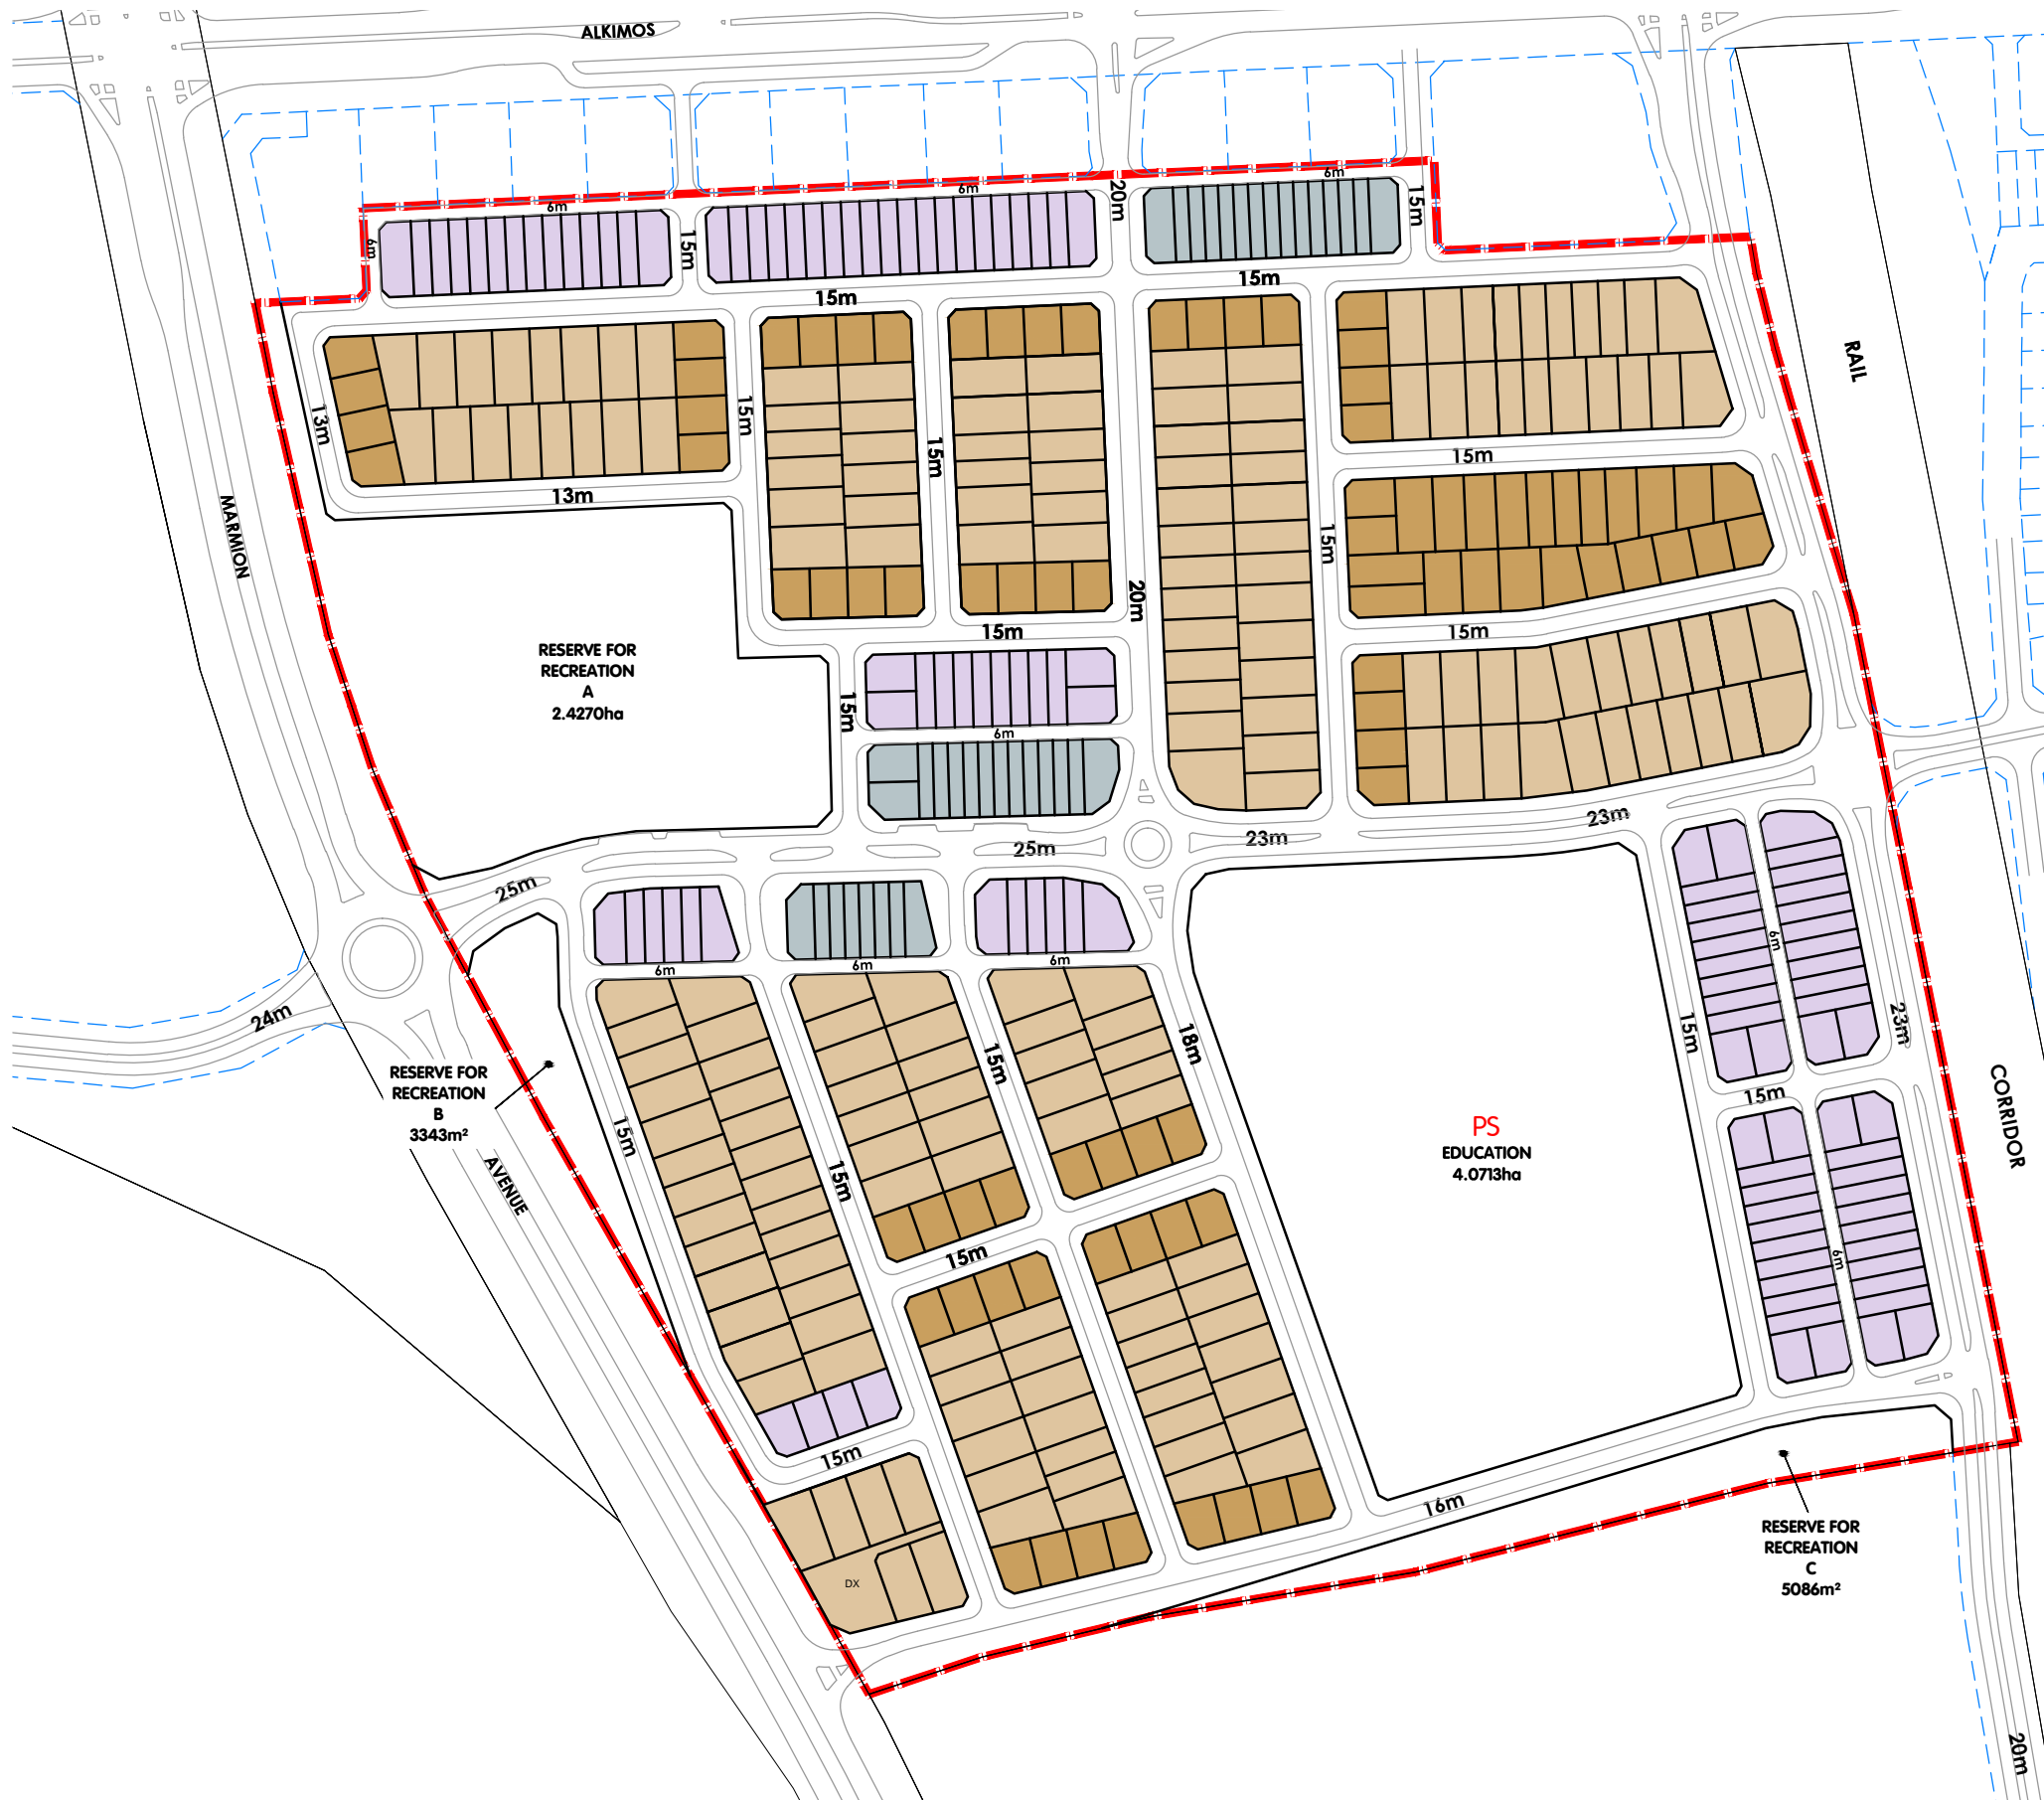 ALKIMOS
6m
6m
6m
20m
15m
6m
15m
15m
15m
RAIL
13m
15m
15m
15m
13m
MARMION
15m
20m
15m
15m
RESERVE FOR
RECREATION
A
2.4270ha
15m
6m
25m
23m
23m
25m
6m
6m
6m
6m
24m
15m
18m
15m
23m
RESERVE FOR
RECREATION
B
3343m²
15m
15m
15m
PS
EDUCATION
4.0713ha
CORRIDOR
AVENUE
15m
6m
15m
16m
RESERVE FOR
RECREATION
C
5086m²
DX
20m